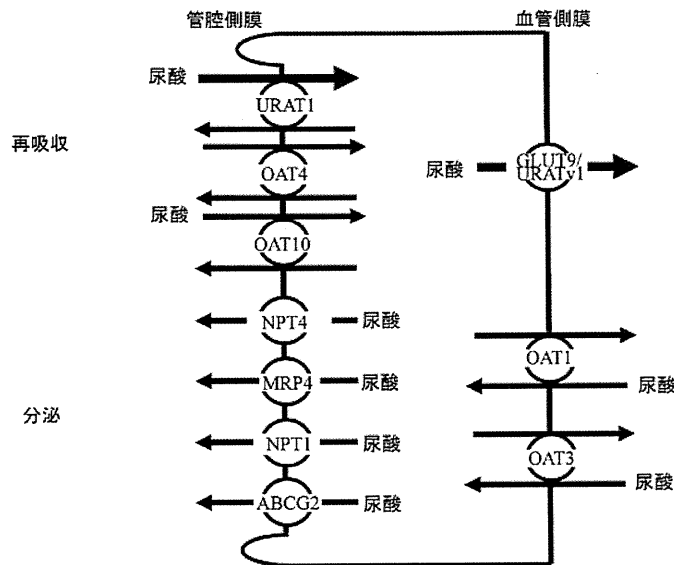 管腔側膜
血管側膜
尿酸
URAT1
再吸収
OAT4
尿酸
GLUT9/
URATv1
尿酸
OAT10
NPT4
尿酸
OAT1
MRP4
尿酸
尿酸
分泌
NPT1
尿酸
OAT3
ABCG2
尿酸
尿酸